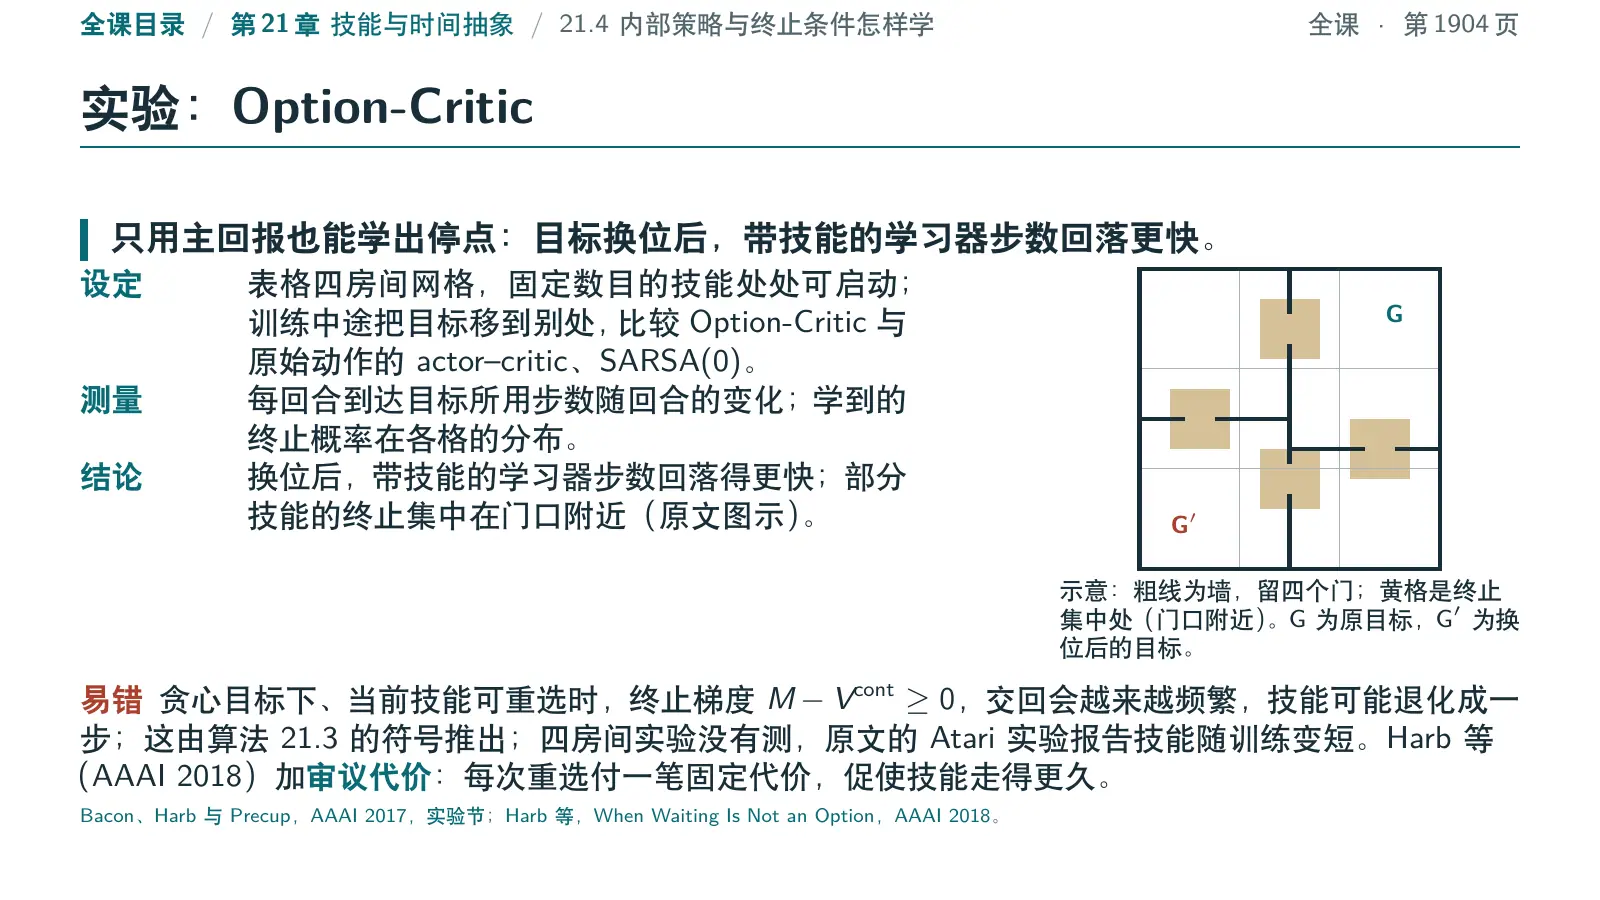 全课目录 / 第 21 章 技能与时间抽象 / 21.4 内部策略与终止条件怎样学
全课 · 第 1904 页
实验：Option-Critic
只用主回报也能学出停点：目标换位后，带技能的学习器步数回落更快。
设定 表格四房间网格，固定数目的技能处处可启动；
训练中途把目标移到别处，比较 Option-Critic 与
原始动作的 actor–critic、SARSA(0)。
测量 每回合到达目标所用步数随回合的变化；学到的
终止概率在各格的分布。
结论 换位后，带技能的学习器步数回落得更快；部分
技能的终止集中在门口附近（原文图示）。
G
G′
示意：粗线为墙，留四个门；黄格是终止
集中处（门口附近）。G 为原目标，G′ 为换
位后的目标。
易错 贪心目标下、当前技能可重选时，终止梯度 M − V^cont ≥ 0，交回会越来越频繁，技能可能退化成一
步；这由算法 21.3 的符号推出；四房间实验没有测，原文的 Atari 实验报告技能随训练变短。Harb 等
（AAAI 2018）加审议代价：每次重选付一笔固定代价，促使技能走得更久。
Bacon、Harb 与 Precup，AAAI 2017，实验节；Harb 等，When Waiting Is Not an Option，AAAI 2018。